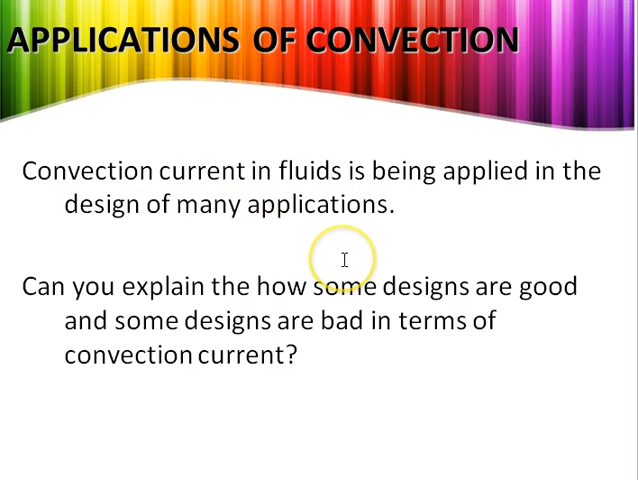 APPLICATIONS OF CONVECTION
Convection current in fluids is being applied in the
design of many applications.
Can you explain the how some designs are good
and some designs are bad in terms of
convection current?